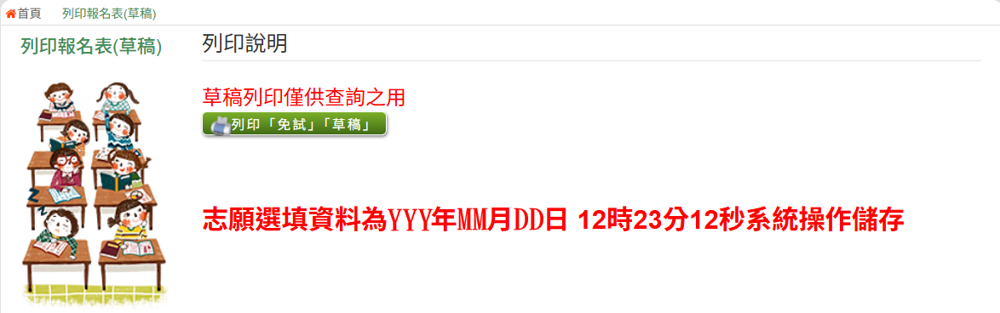 首頁 列印報名表(草稿)
列印報名表(草稿)
列印說明
草稿列印僅供查詢之用
列印「免試」「草稿」
志願選填資料為YYY年MM月DD日 12時23分12秒系統操作儲存
Z
Z
Z